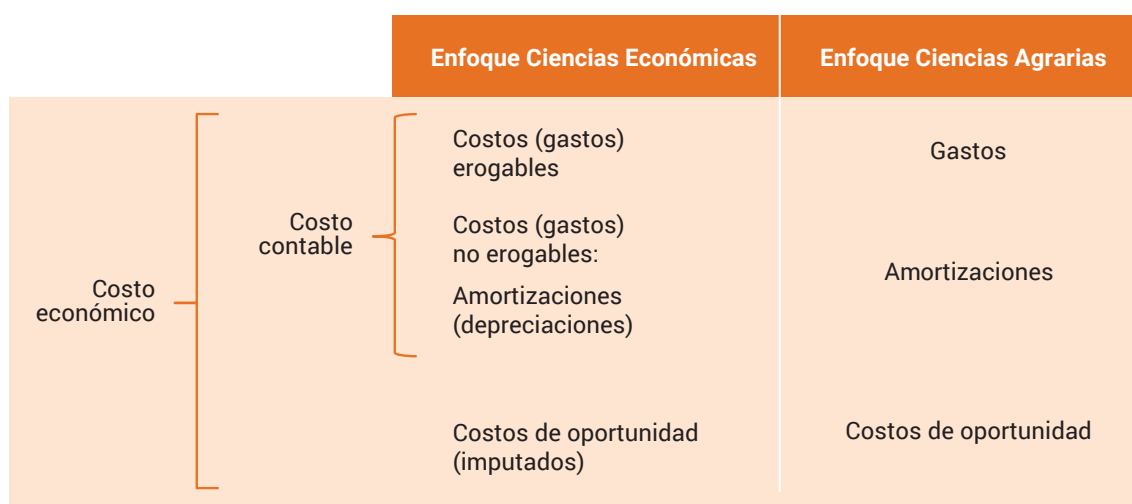 Enfoque Ciencias Económicas
Enfoque Ciencias Agrarias
Costo
económico
Costo
contable
Costos (gastos)
erogables
Gastos
Costos (gastos)
no erogables:
Amortizaciones
(depreciaciones)
Amortizaciones
Costos de oportunidad
(imputados)
Costos de oportunidad